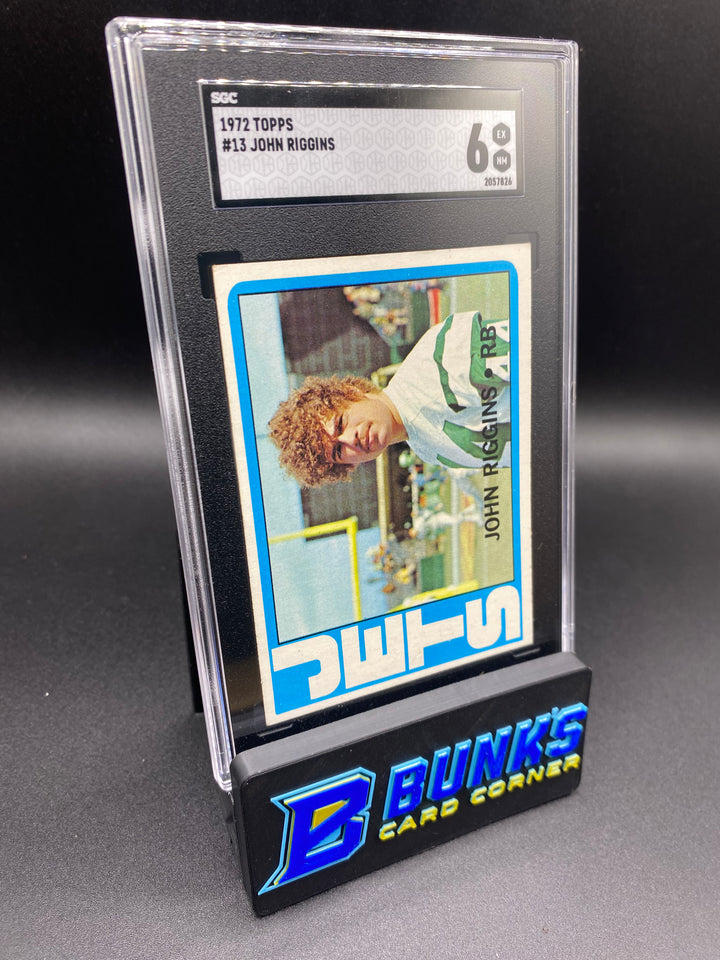 SGC
1972 TOPPS
#13 JOHN RIGGINS
6
EX
NM
2057826
JETS
JOHN RIGGINS • RB
B
BUNK'S
CARD CORNER